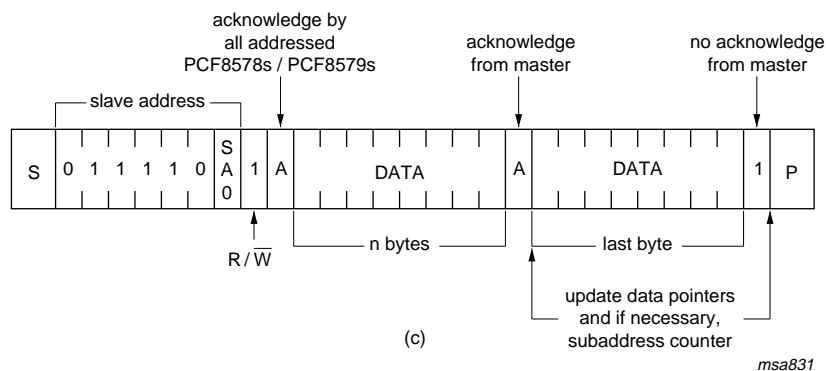 acknowledge by
all addressed
PCF8578s / PCF8579s
acknowledge
from master
no acknowledge
from master
slave address
S 0 1 1 1 1 0 SA0 1 A DATA A DATA 1 P
R / W
n bytes
last byte
update data pointers
and if necessary,
subaddress counter
(c)
msa831